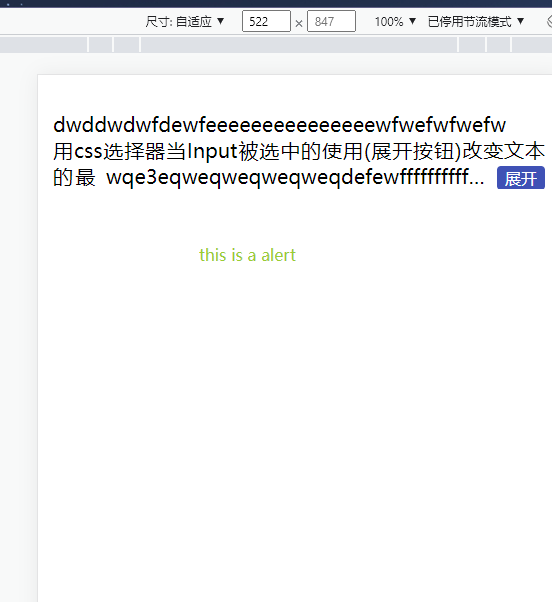 尺寸: 自适应 ▼ 522 × 847 100% ▼ 已停用节流模式 ▼
dwddwdwfdewfeeeeeeeeeeeeeeewfwefwfwefw
用css选择器当Input被选中的使用(展开按钮)改变文本
的最 wqe3eqweqweqweqweqdefewffffffffff... 展开
this is a alert